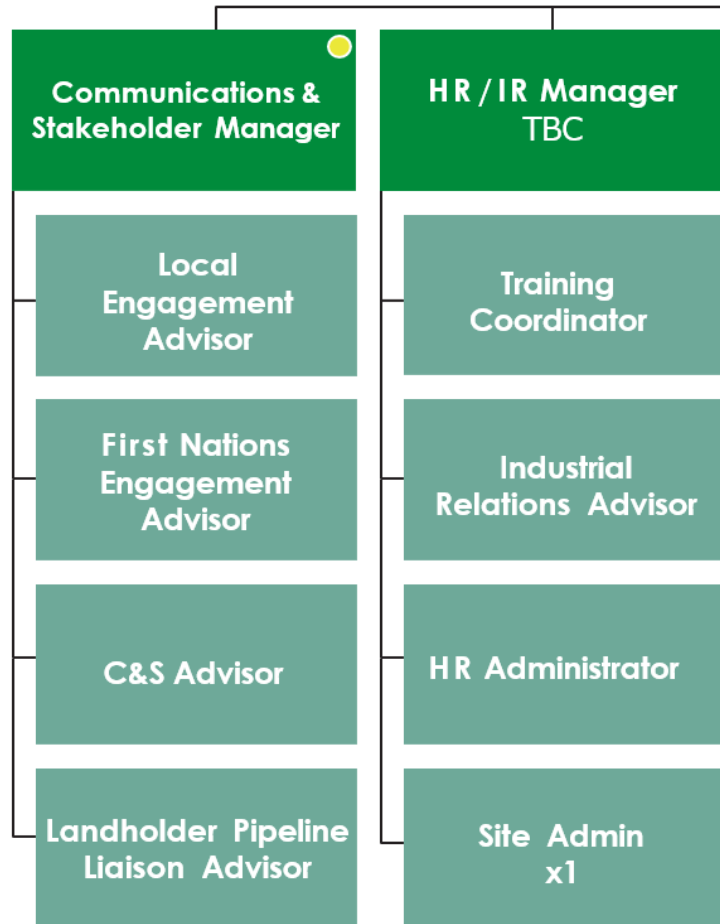 Communications &
Stakeholder Manager
Local
Engagement
Advisor
First Nations
Engagement
Advisor
C&S Advisor
Landholder Pipeline
Liaison Advisor
HR / IR Manager
TBC
Training
Coordinator
Industrial
Relations Advisor
HR Administrator
Site Admin
x1